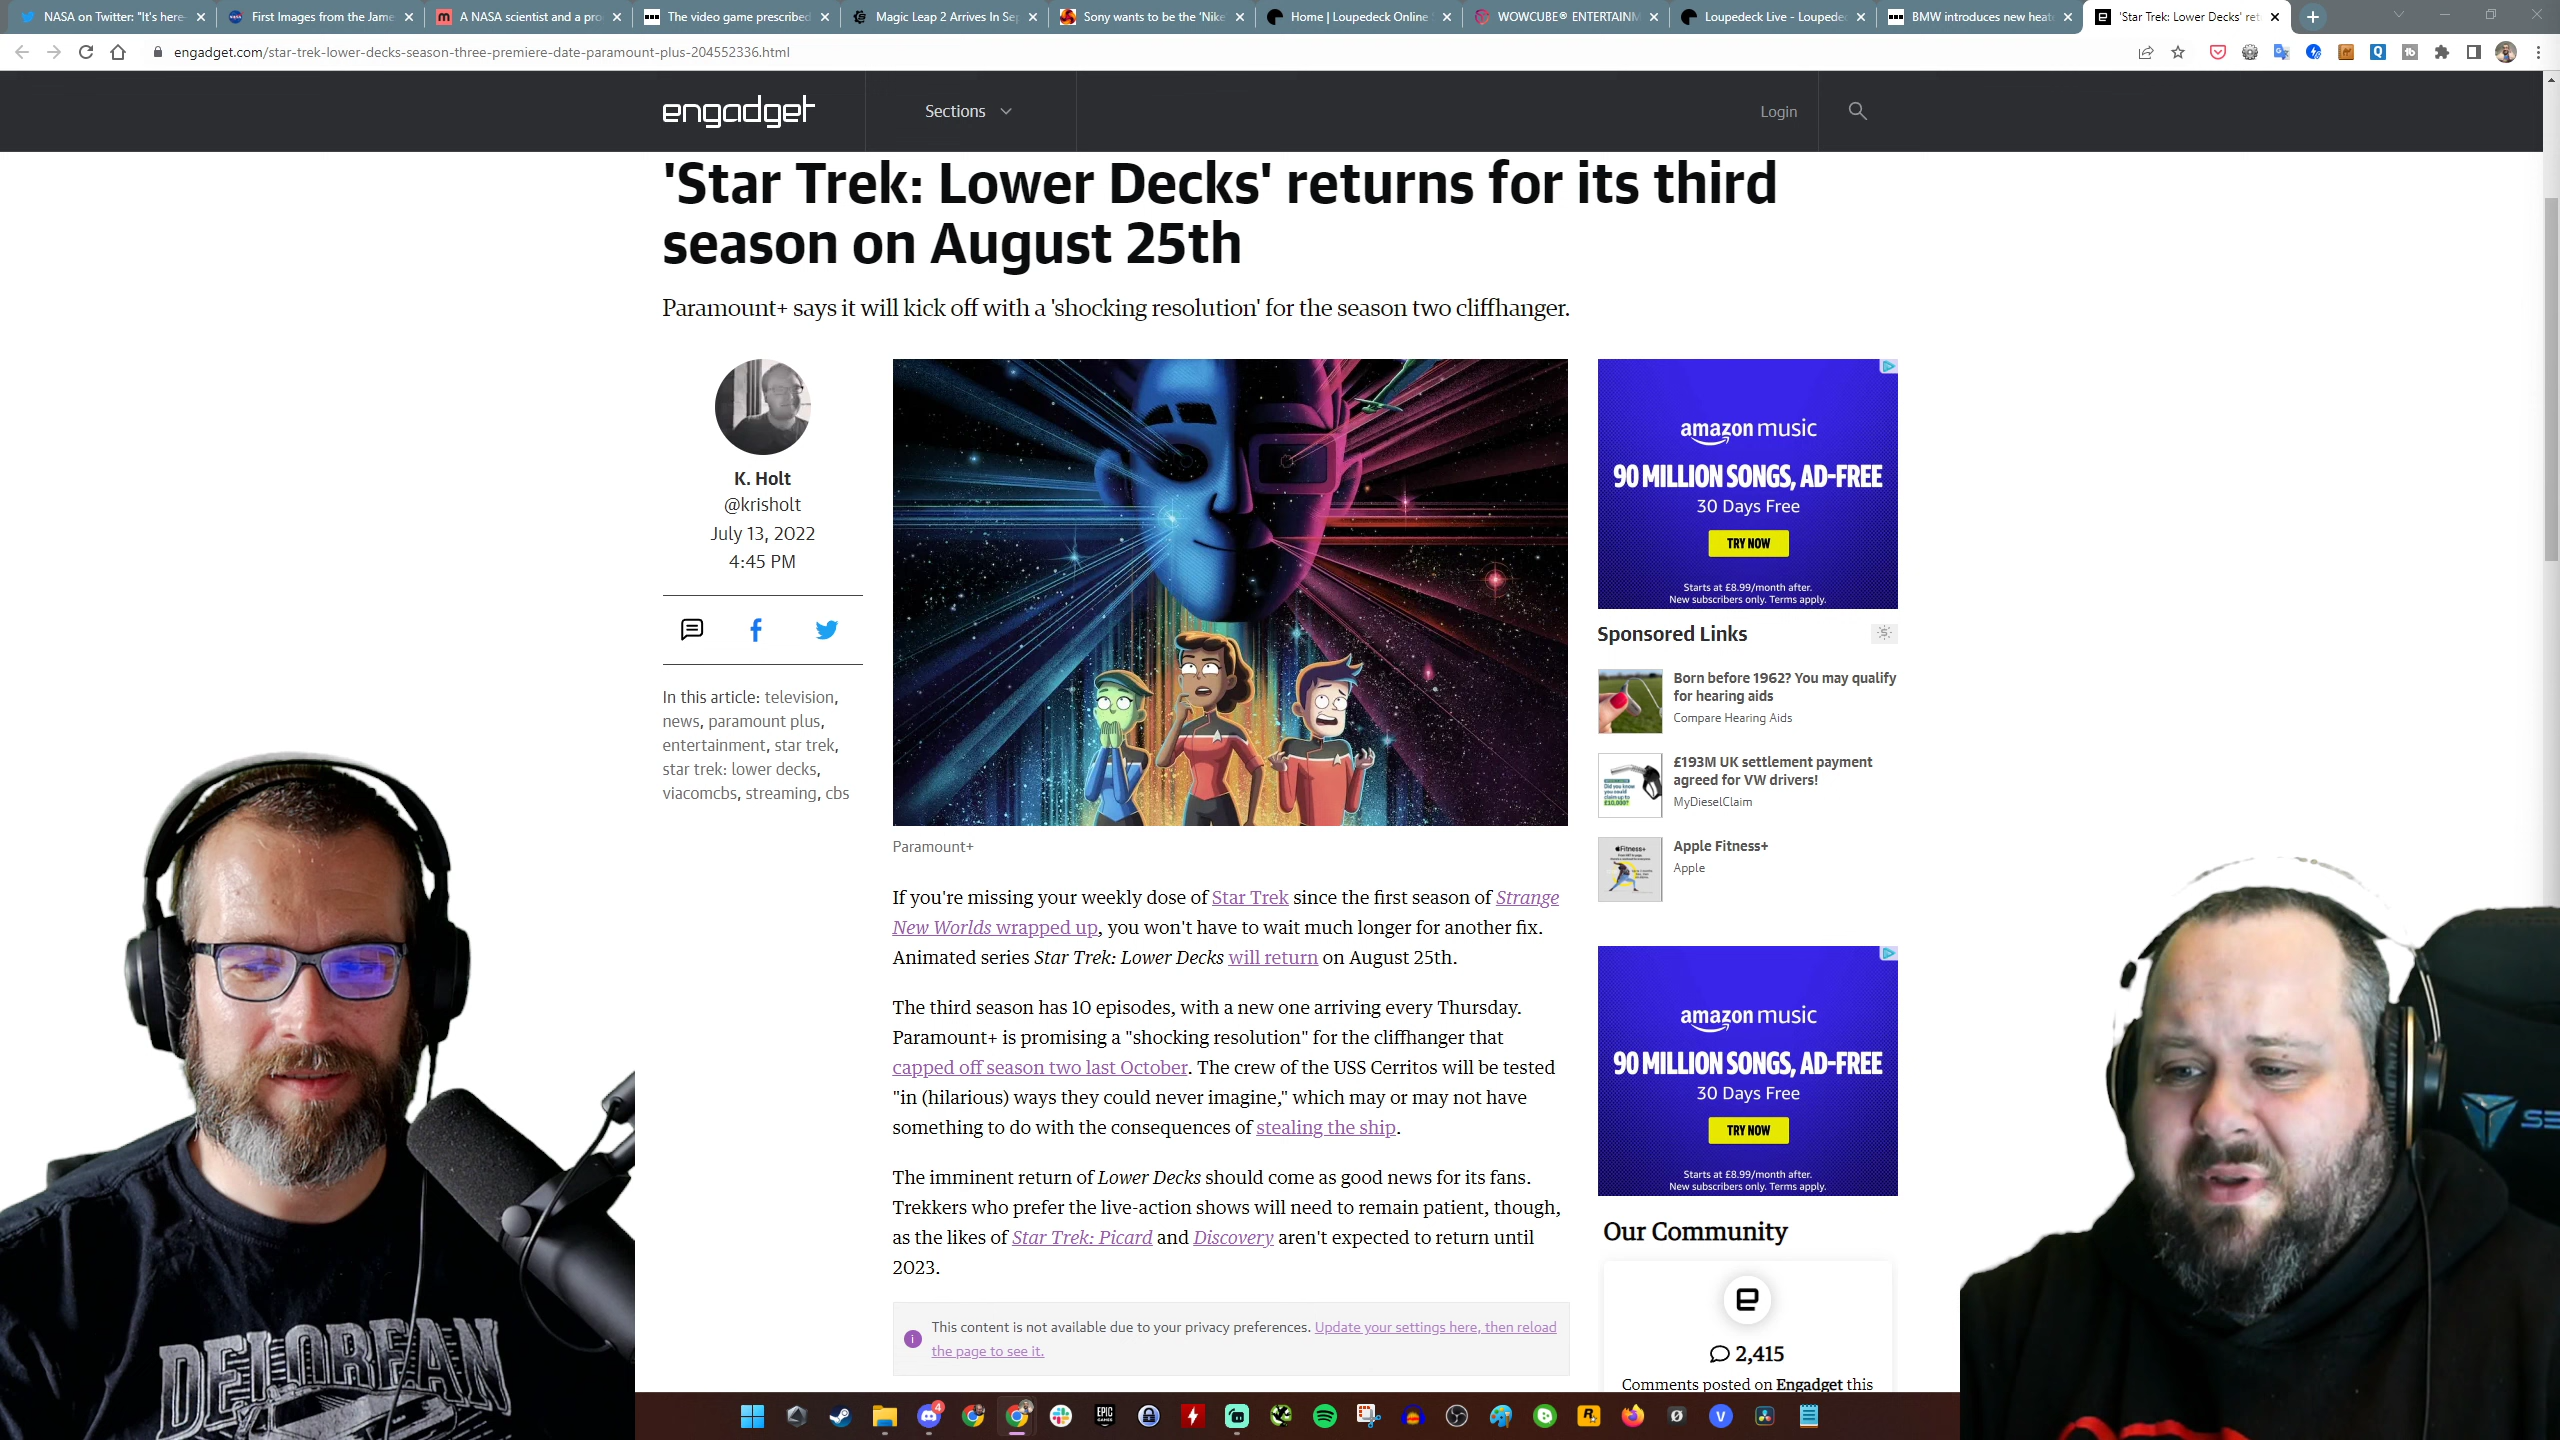 NASA on Twitter: "It's here-
First Images from the Jame
A NASA scientist and a pro
The video game prescribed
Magic Leap 2 Arrives In Sep
Sony wants to be the 'Nike
Home | Loupedeck Online
WOWCUBE® ENTERTAINM
Loupedeck Live - Loupedec
BMW introduces new heat
'Star Trek: Lower Decks' ret
engadget.com/star-trek-lower-decks-season-three-premiere-date-paramount-plus-204552336.html
engadget
Sections
Login
'Star Trek: Lower Decks' returns for its third
season on August 25th
Paramount+ says it will kick off with a 'shocking resolution' for the season two cliffhanger.
K. Holt
@krisholt
July 13, 2022
4:45 PM
In this article: television,
news, paramount plus,
entertainment, star trek,
star trek: lower decks,
viacomcbs, streaming, cbs
Paramount+
If you're missing your weekly dose of Star Trek since the first season of Strange
New Worlds wrapped up, you won't have to wait much longer for another fix.
Animated series Star Trek: Lower Decks will return on August 25th.
The third season has 10 episodes, with a new one arriving every Thursday.
Paramount+ is promising a "shocking resolution" for the cliffhanger that
capped off season two last October. The crew of the USS Cerritos will be tested
"in (hilarious) ways they could never imagine," which may or may not have
something to do with the consequences of stealing the ship.
The imminent return of Lower Decks should come as good news for its fans.
Trekkers who prefer the live-action shows will need to remain patient, though,
as the likes of Star Trek: Picard and Discovery aren't expected to return until
2023.
This content is not available due to your privacy preferences. Update your settings here, then reload
the page to see it.
amazon music
90 MILLION SONGS, AD-FREE
30 Days Free
TRY NOW
Starts at £8.99/month after.
New subscribers only. Terms apply.
Sponsored Links
Born before 1962? You may qualify
for hearing aids
Compare Hearing Aids
£193M UK settlement payment
agreed for VW drivers!
MyDieselClaim
Apple Fitness+
Apple
amazon music
90 MILLION SONGS, AD-FREE
30 Days Free
TRY NOW
Starts at £8.99/month after.
New subscribers only. Terms apply.
Our Community
2,415
Comments posted on Engadget this
DELOREAN
4
EPIC
GAMES